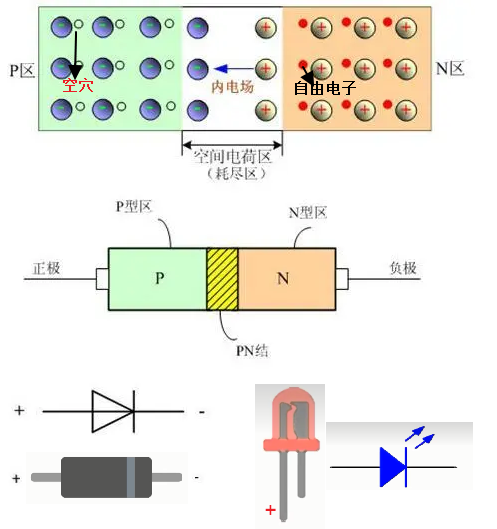 P区
空穴
内电场
自由电子
N区
空间电荷区
(耗尽区)
P型区
N型区
正极
P
N
负极
PN结
+
-
+
-
+